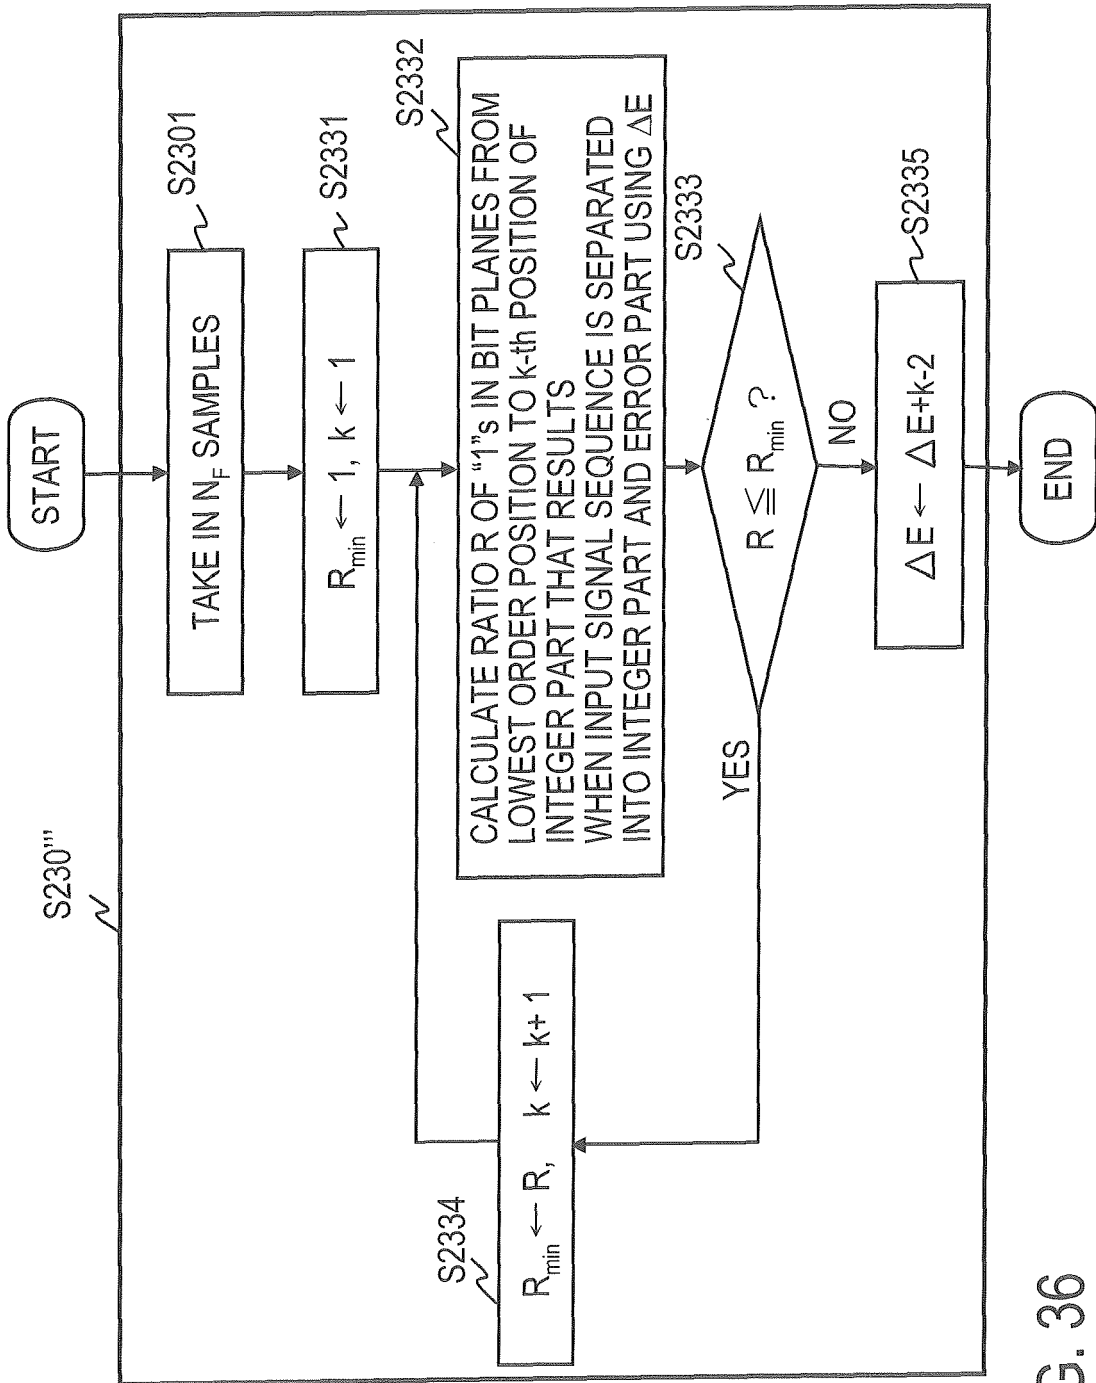 START
S230'''
TAKE IN N_F SAMPLES
S2301
R_min ← 1, k ← 1
S2331
CALCULATE RATIO R OF "1"s IN BIT PLANES FROM
LOWEST ORDER POSITION TO k-th POSITION OF
INTEGER PART THAT RESULTS
WHEN INPUT SIGNAL SEQUENCE IS SEPARATED
INTO INTEGER PART AND ERROR PART USING ΔE
S2332
S2334
R_min ← R, k ← k+ 1
S2333
R ≦ R_min ?
YES
NO
ΔE ← ΔE+k-2
S2335
END
G. 36